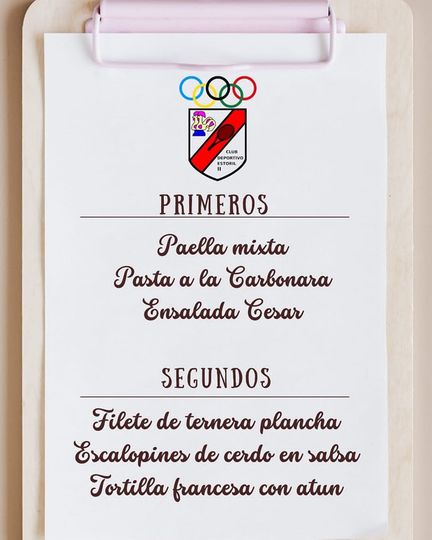 CLUB
DEPORTIVO
ESTORIL
II
PRIMEROS
Paella mixta
Pasta a la Carbonara
Ensalada Cesar
SEGUNDOS
Filete de ternera plancha
Escalopines de cerdo en salsa
Tortilla francesa con atun